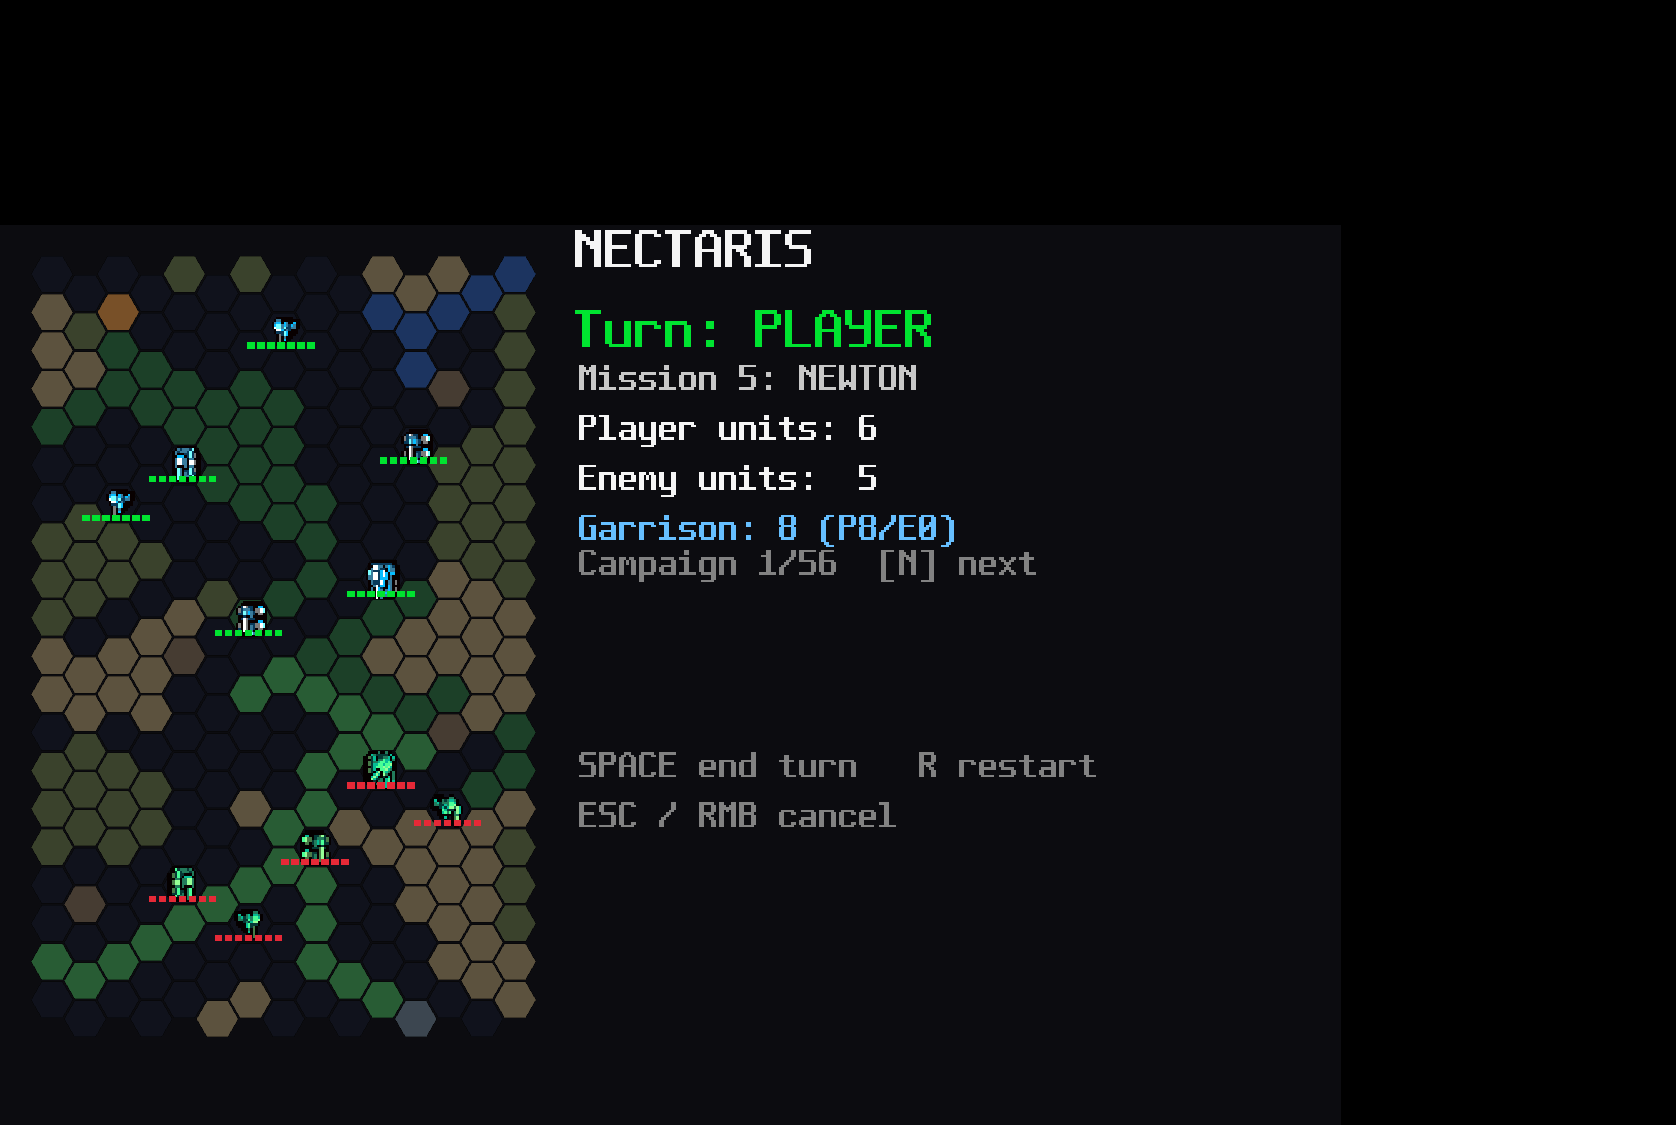 NECTARIS
Turn: PLAYER
Mission 5: NEWTON
Player units: 6
Enemy units:  5
Garrison: 8 (P8/E0)
Campaign 1/56  [N] next
SPACE end turn   R restart
ESC / RMB cancel